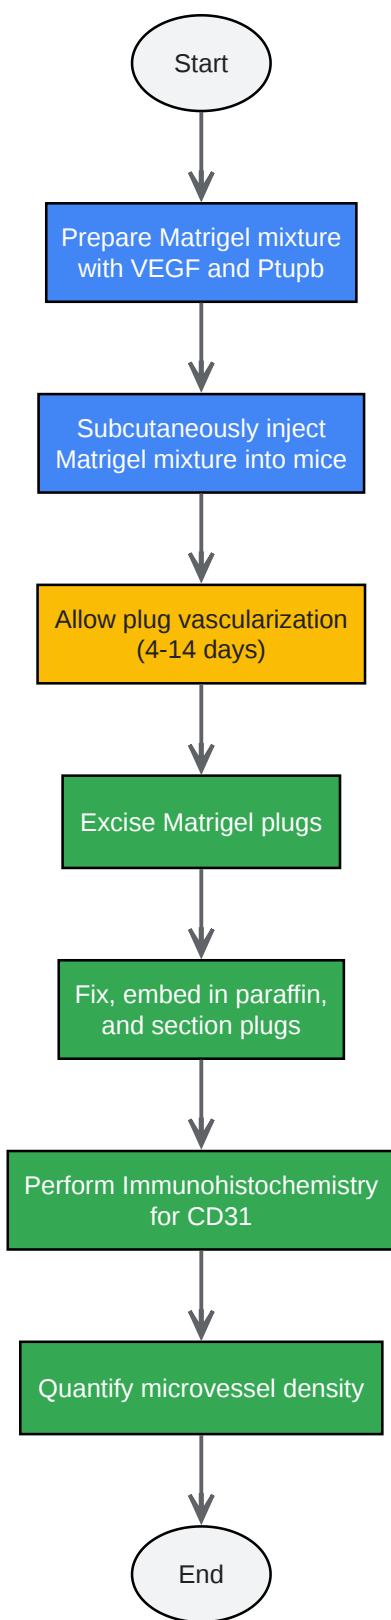 Start
Prepare Matrigel mixture
with VEGF and Ptupb
Subcutaneously inject
Matrigel mixture into mice
Allow plug vascularization
(4-14 days)
Excise Matrigel plugs
Fix, embed in paraffin,
and section plugs
Perform Immunohistochemistry
for CD31
Quantify microvessel density
End